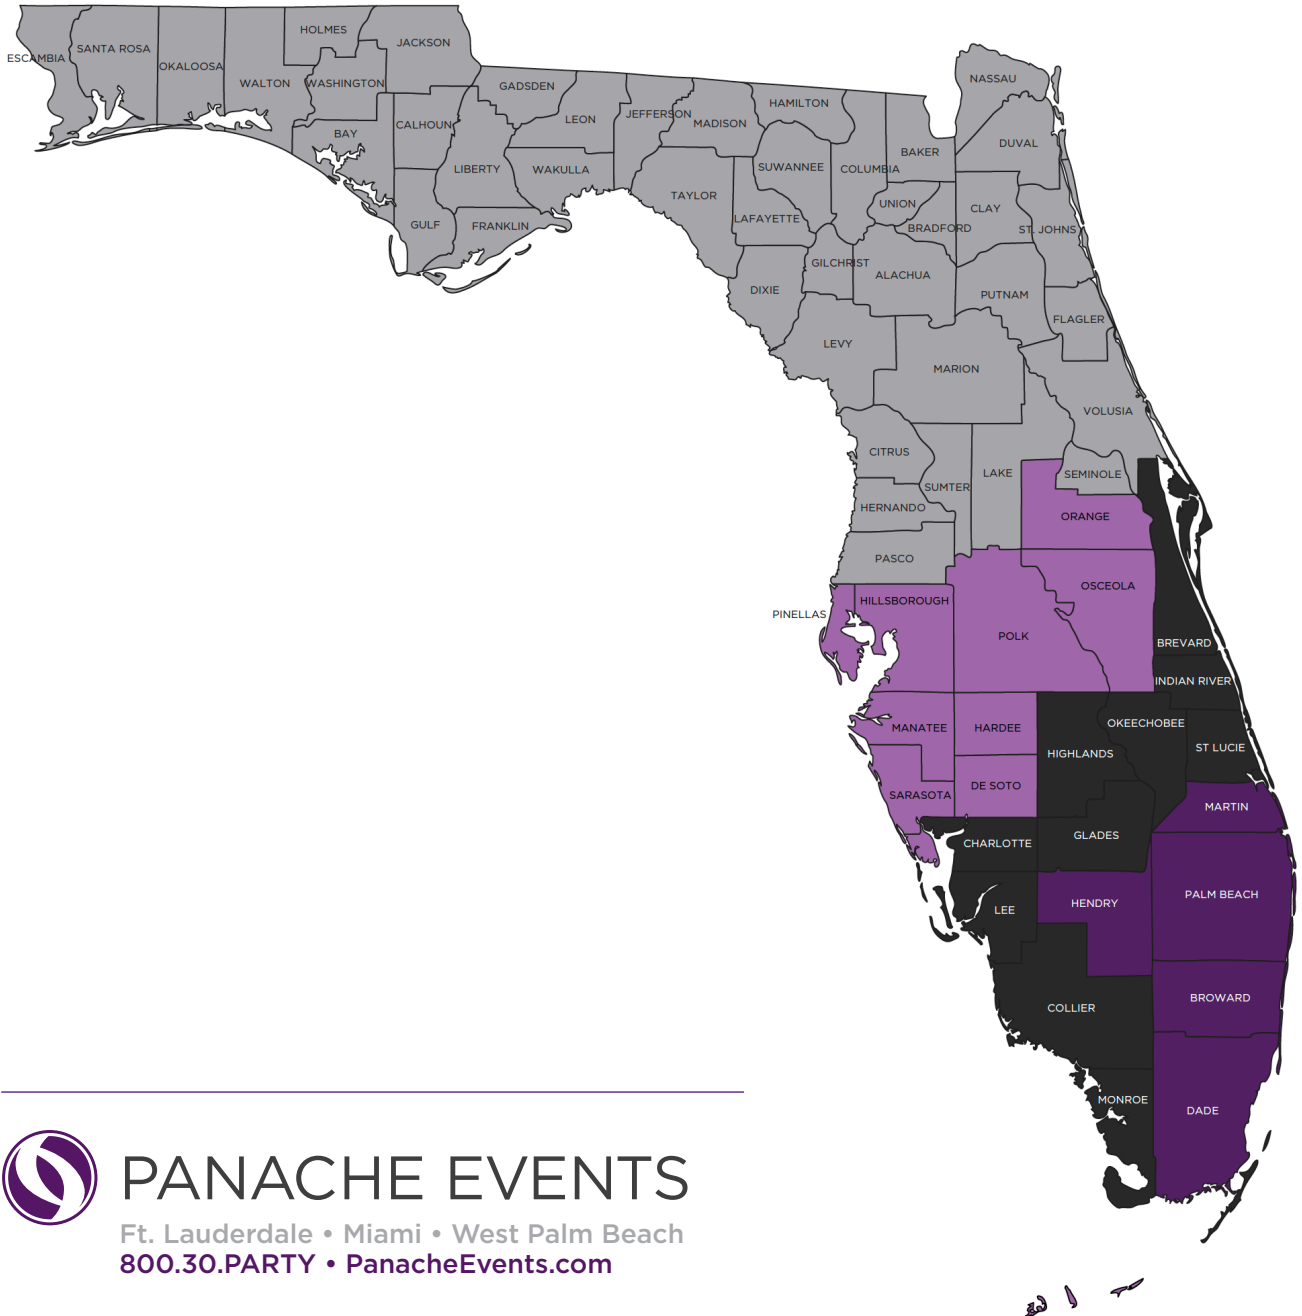 HOLMES
JACKSON
SANTA ROSA
ESCAMBIA
OKALOOSA
WALTON
WASHINGTON
GADSDEN
NASSAU
HAMILTON
JEFFERSON
LEON
MADISON
CALHOUN
BAY
DUVAL
BAKER
SUWANNEE
COLUMBIA
LIBERTY
WAKULLA
TAYLOR
UNION
CLAY
LAFAYETTE
GULF
FRANKLIN
BRADFORD
ST. JOHNS
GILCHRIST
ALACHUA
DIXIE
PUTNAM
FLAGLER
LEVY
MARION
VOLUSIA
CITRUS
LAKE
SEMINOLE
SUMTER
HERNANDO
ORANGE
PASCO
OSCEOLA
HILLSBOROUGH
PINELLAS
POLK
BREVARD
INDIAN RIVER
OKEECHOBEE
MANATEE
HARDEE
ST LUCIE
HIGHLANDS
DE SOTO
SARASOTA
MARTIN
GLADES
CHARLOTTE
PALM BEACH
HENDRY
LEE
BROWARD
COLLIER
MONROE
DADE
PANACHE EVENTS
Ft. Lauderdale • Miami • West Palm Beach
800.30.PARTY • PanacheEvents.com